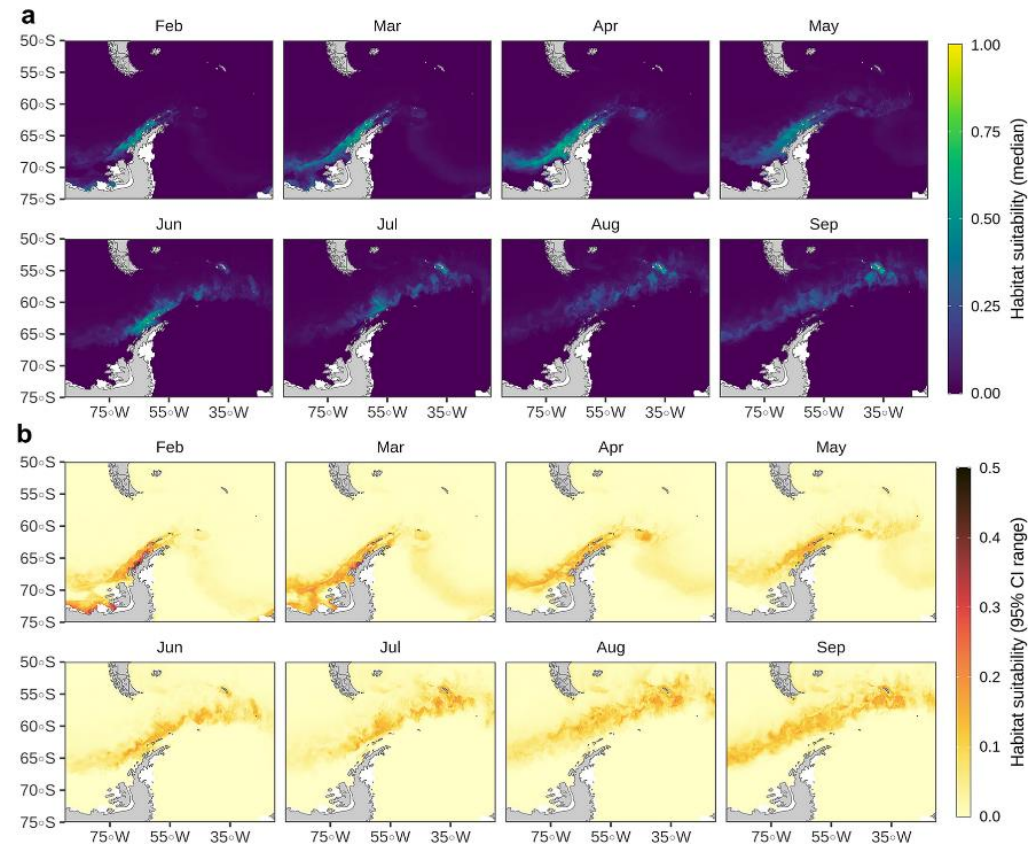 a
Feb Mar Apr May
50∘S
55∘S
60∘S
65∘S
70∘S
75∘S
Jun Jul Aug Sep
50∘S
55∘S
60∘S
65∘S
70∘S
75∘S
75∘W 55∘W 35∘W 75∘W 55∘W 35∘W 75∘W 55∘W 35∘W 75∘W 55∘W 35∘W
1.00
0.75
0.50
0.25
0.00
Habitat suitability (median)
b
Feb Mar Apr May
50∘S
55∘S
60∘S
65∘S
70∘S
75∘S
Jun Jul Aug Sep
50∘S
55∘S
60∘S
65∘S
70∘S
75∘S
75∘W 55∘W 35∘W 75∘W 55∘W 35∘W 75∘W 55∘W 35∘W 75∘W 55∘W 35∘W
0.5
0.4
0.3
0.2
0.1
0.0
Habitat suitability (95% CI range)